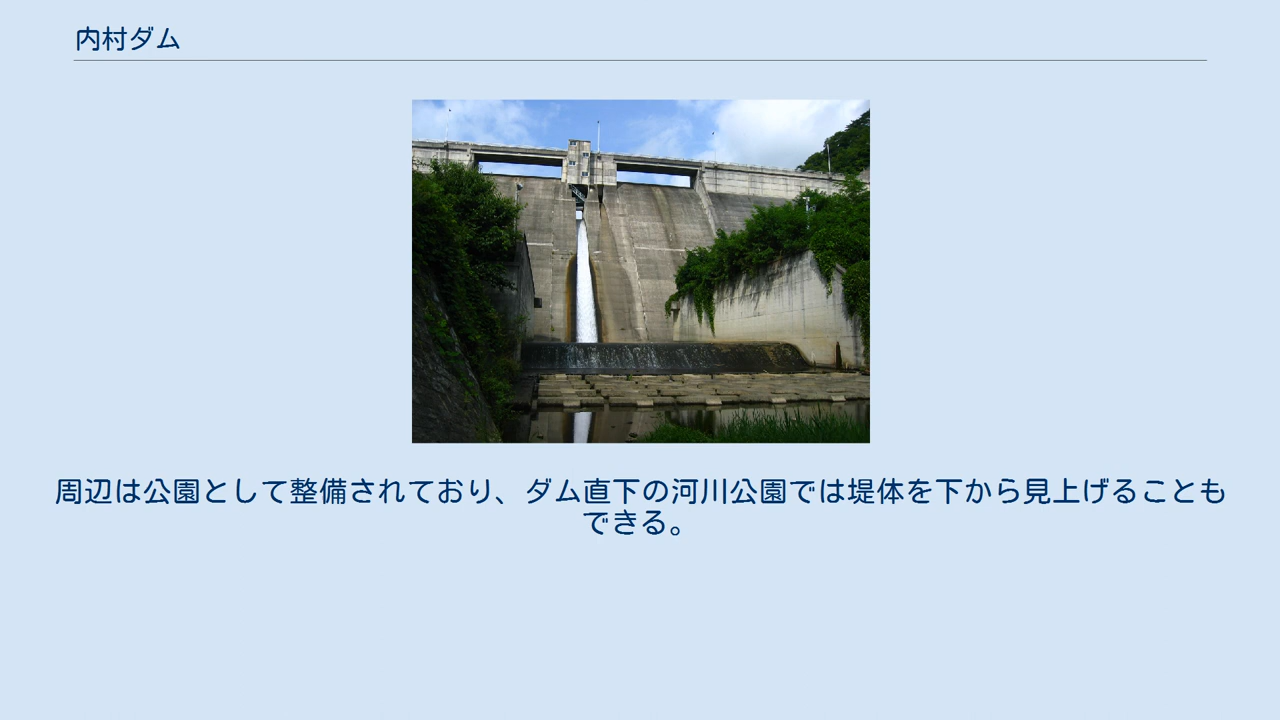 内村ダム
周辺は公園として整備されており、ダム直下の河川公園では堤体を下から見上げることも
できる。